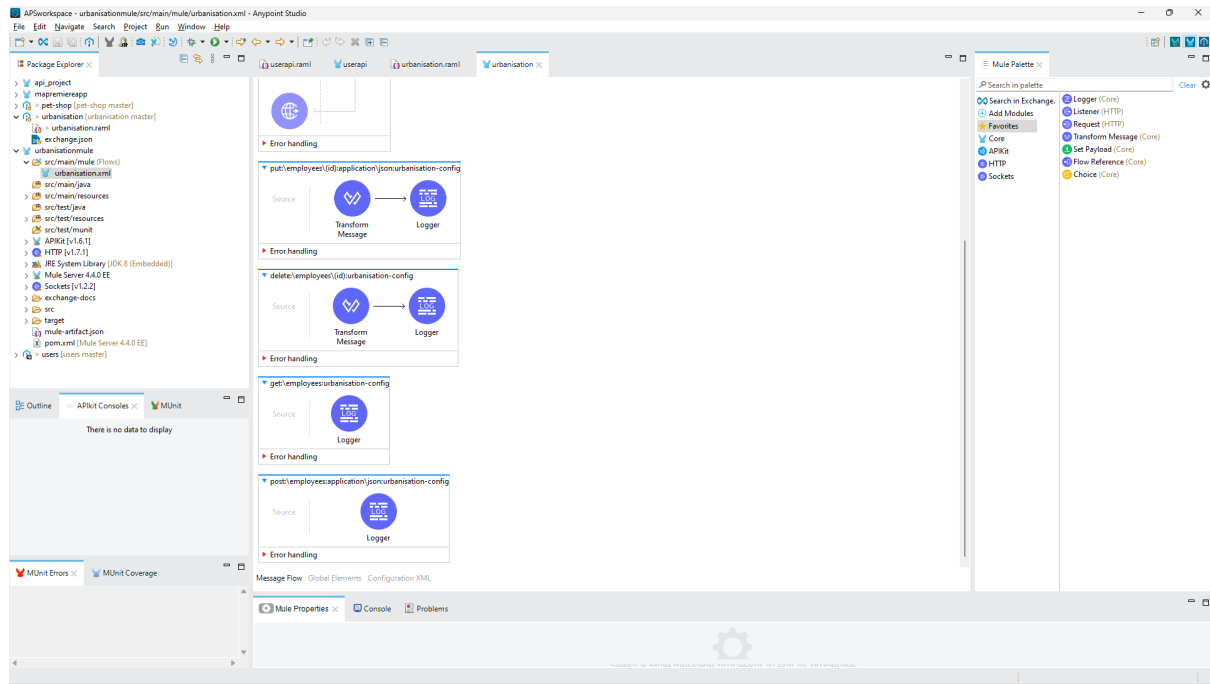 APSworkspace - urbanisationmule/src/main/mule/urbanisation.xml - Anypoint Studio
File Edit Navigate Search Project Run Window Help
Package Explorer
api_project
mapremiereapp
> pet-shop [pet-shop master]
> urbanisation [urbanisation master]
> urbanisation.raml
exchange.json
urbanisationmule
src/main/mule (Flows)
urbanisation.xml
src/main/java
src/main/resources
src/test/java
src/test/resources
src/test/munit
APIKit [v1.6.1]
HTTP [v1.7.1]
JRE System Library [JDK 8 (Embedded)]
Mule Server 4.4.0 EE
Sockets [v1.2.2]
exchange-docs
src
target
mule-artifact.json
pom.xml [Mule Server 4.4.0 EE]
> users [users master]
Outline APIkit Consoles MUnit
There is no data to display
MUnit Errors MUnit Coverage
userapi.raml userapi urbanisation.raml urbanisation
Error handling
put:\employees\(id):application\json:urbanisation-config
Source
LOG
Transform Message
Logger
Error handling
delete:\employees\(id):urbanisation-config
Source
LOG
Transform Message
Logger
Error handling
get:\employees:urbanisation-config
Source
LOG
Logger
Error handling
post:\employees:application\json:urbanisation-config
Source
LOG
Logger
Error handling
Message Flow Global Elements Configuration XML
Mule Properties Console Problems
Mule Palette
Search in palette Clear
Search in Exchange.
Add Modules
Favorites
Core
APIKit
HTTP
Sockets
Logger (Core)
Listener (HTTP)
Request (HTTP)
Transform Message (Core)
Set Payload (Core)
Flow Reference (Core)
Choice (Core)